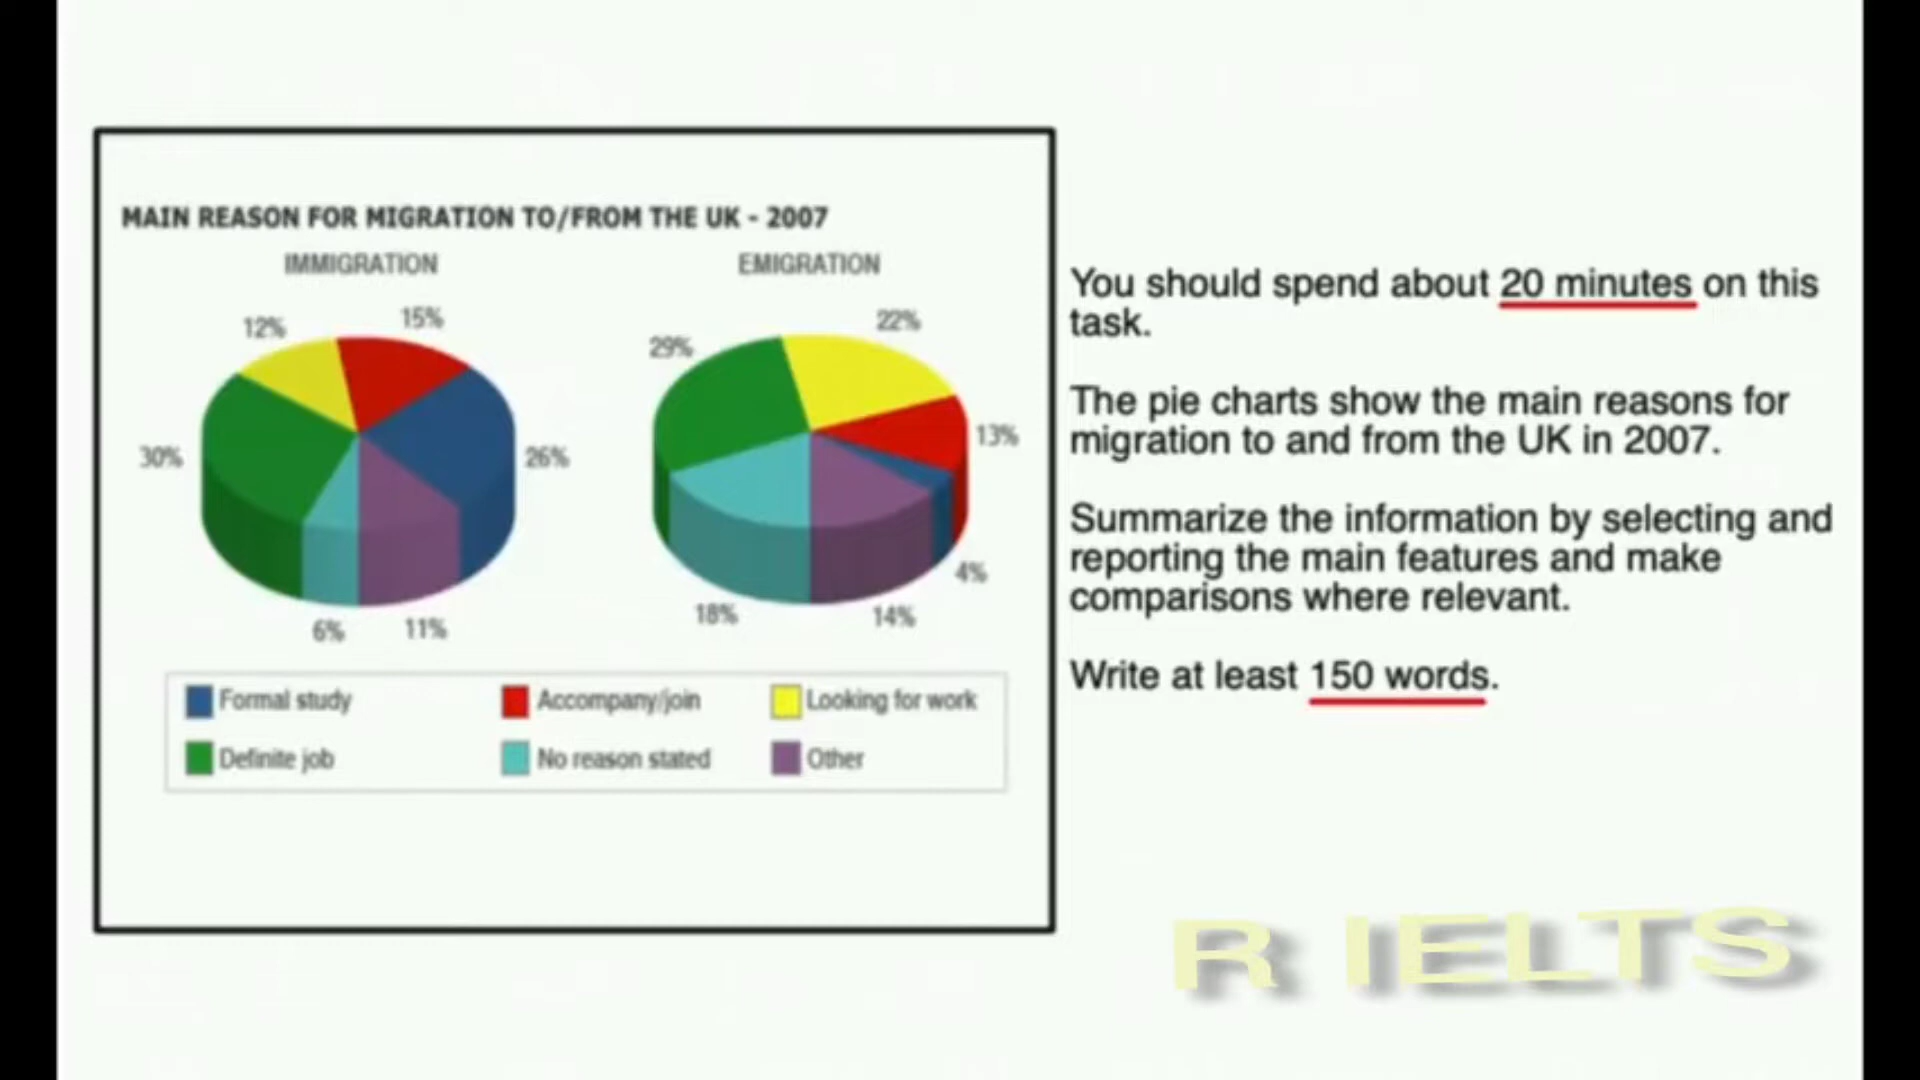 MAIN REASON FOR MIGRATION TO/FROM THE UK - 2007
IMMIGRATION
EMIGRATION
12%
15%
30%
26%
6%
11%
29%
22%
13%
4%
18%
14%
Formal study
Accompany/join
Looking for work
Definite job
No reason stated
Other
You should spend about 20 minutes on this
task.
The pie charts show the main reasons for
migration to and from the UK in 2007.
Summarize the information by selecting and
reporting the main features and make
comparisons where relevant.
Write at least 150 words.
R IELTS